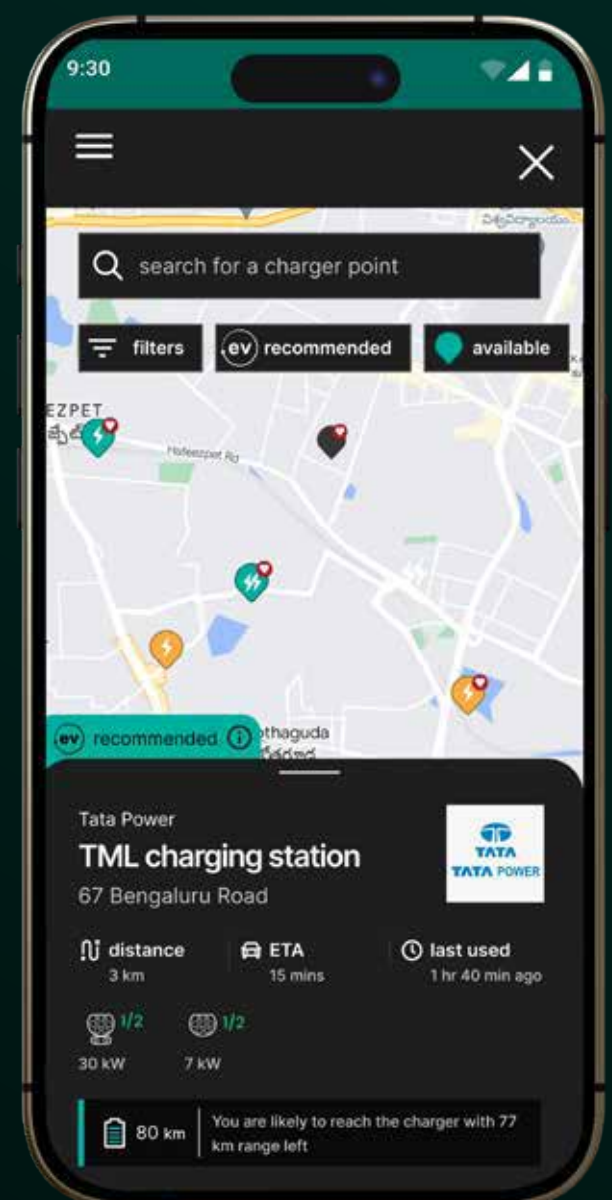 9:30
విశ్వవిద్యాలయం
search for a charger point
filters
.ev recommended
available
EZPET
Hafeezpet Rd
.ev recommended
thaguda
Tata Power
TML charging station
67 Bengaluru Road
TATA
TATA POWER
distance
ETA
last used
3 km
15 mins
1 hr 40 min ago
1/2
1/2
30 kW
7 kW
80 km
You are likely to reach the charger with 77
km range left